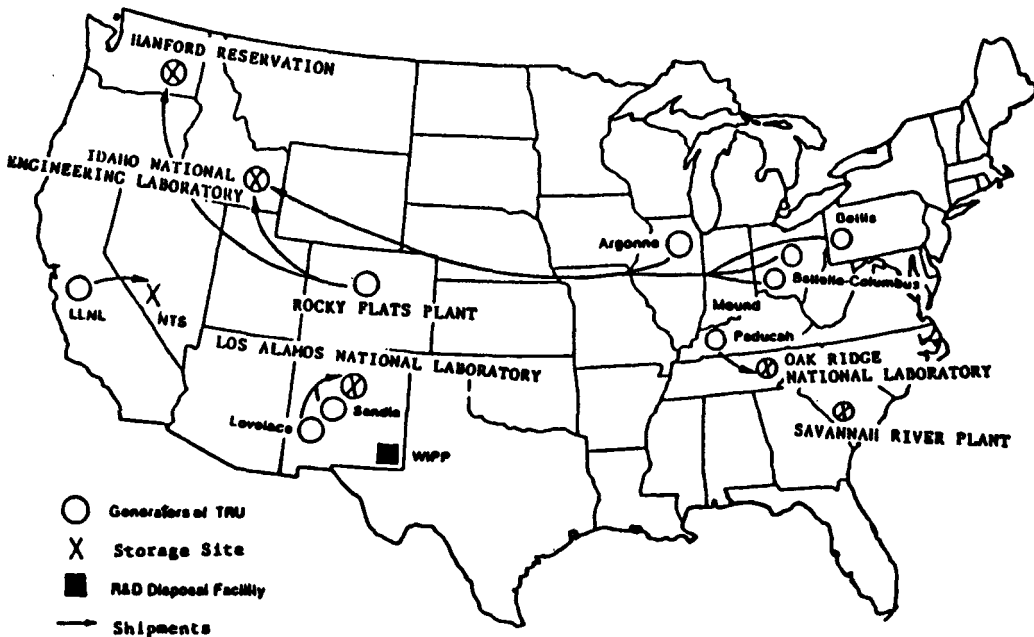 HANFORD RESERVATION
IDAHO NATIONAL
ENGINEERING LABORATORY
Bettis
Argonne
Battelle-Columbus
LLNL
NTS
ROCKY FLATS PLANT
Mound
Paducah
LOS ALAMOS NATIONAL LABORATORY
OAK RIDGE
NATIONAL LABORATORY
Sandia
Lovelace
SAVANNAH RIVER PLANT
WIPP
Generators of TRU
Storage Site
R&D Disposal Facility
Shipments